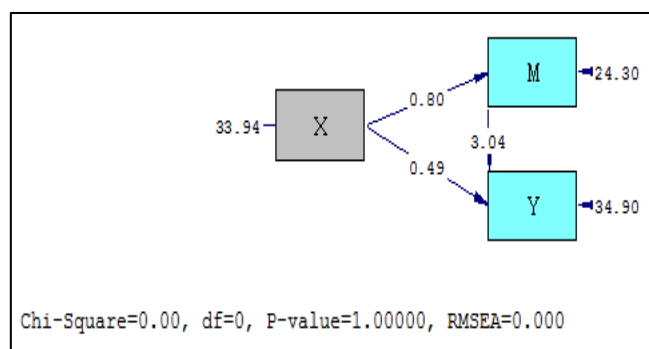 M
24.30
0.80
33.94
X
3.04
0.49
Y
34.90
Chi-Square=0.00, df=0, P-value=1.00000, RMSEA=0.000